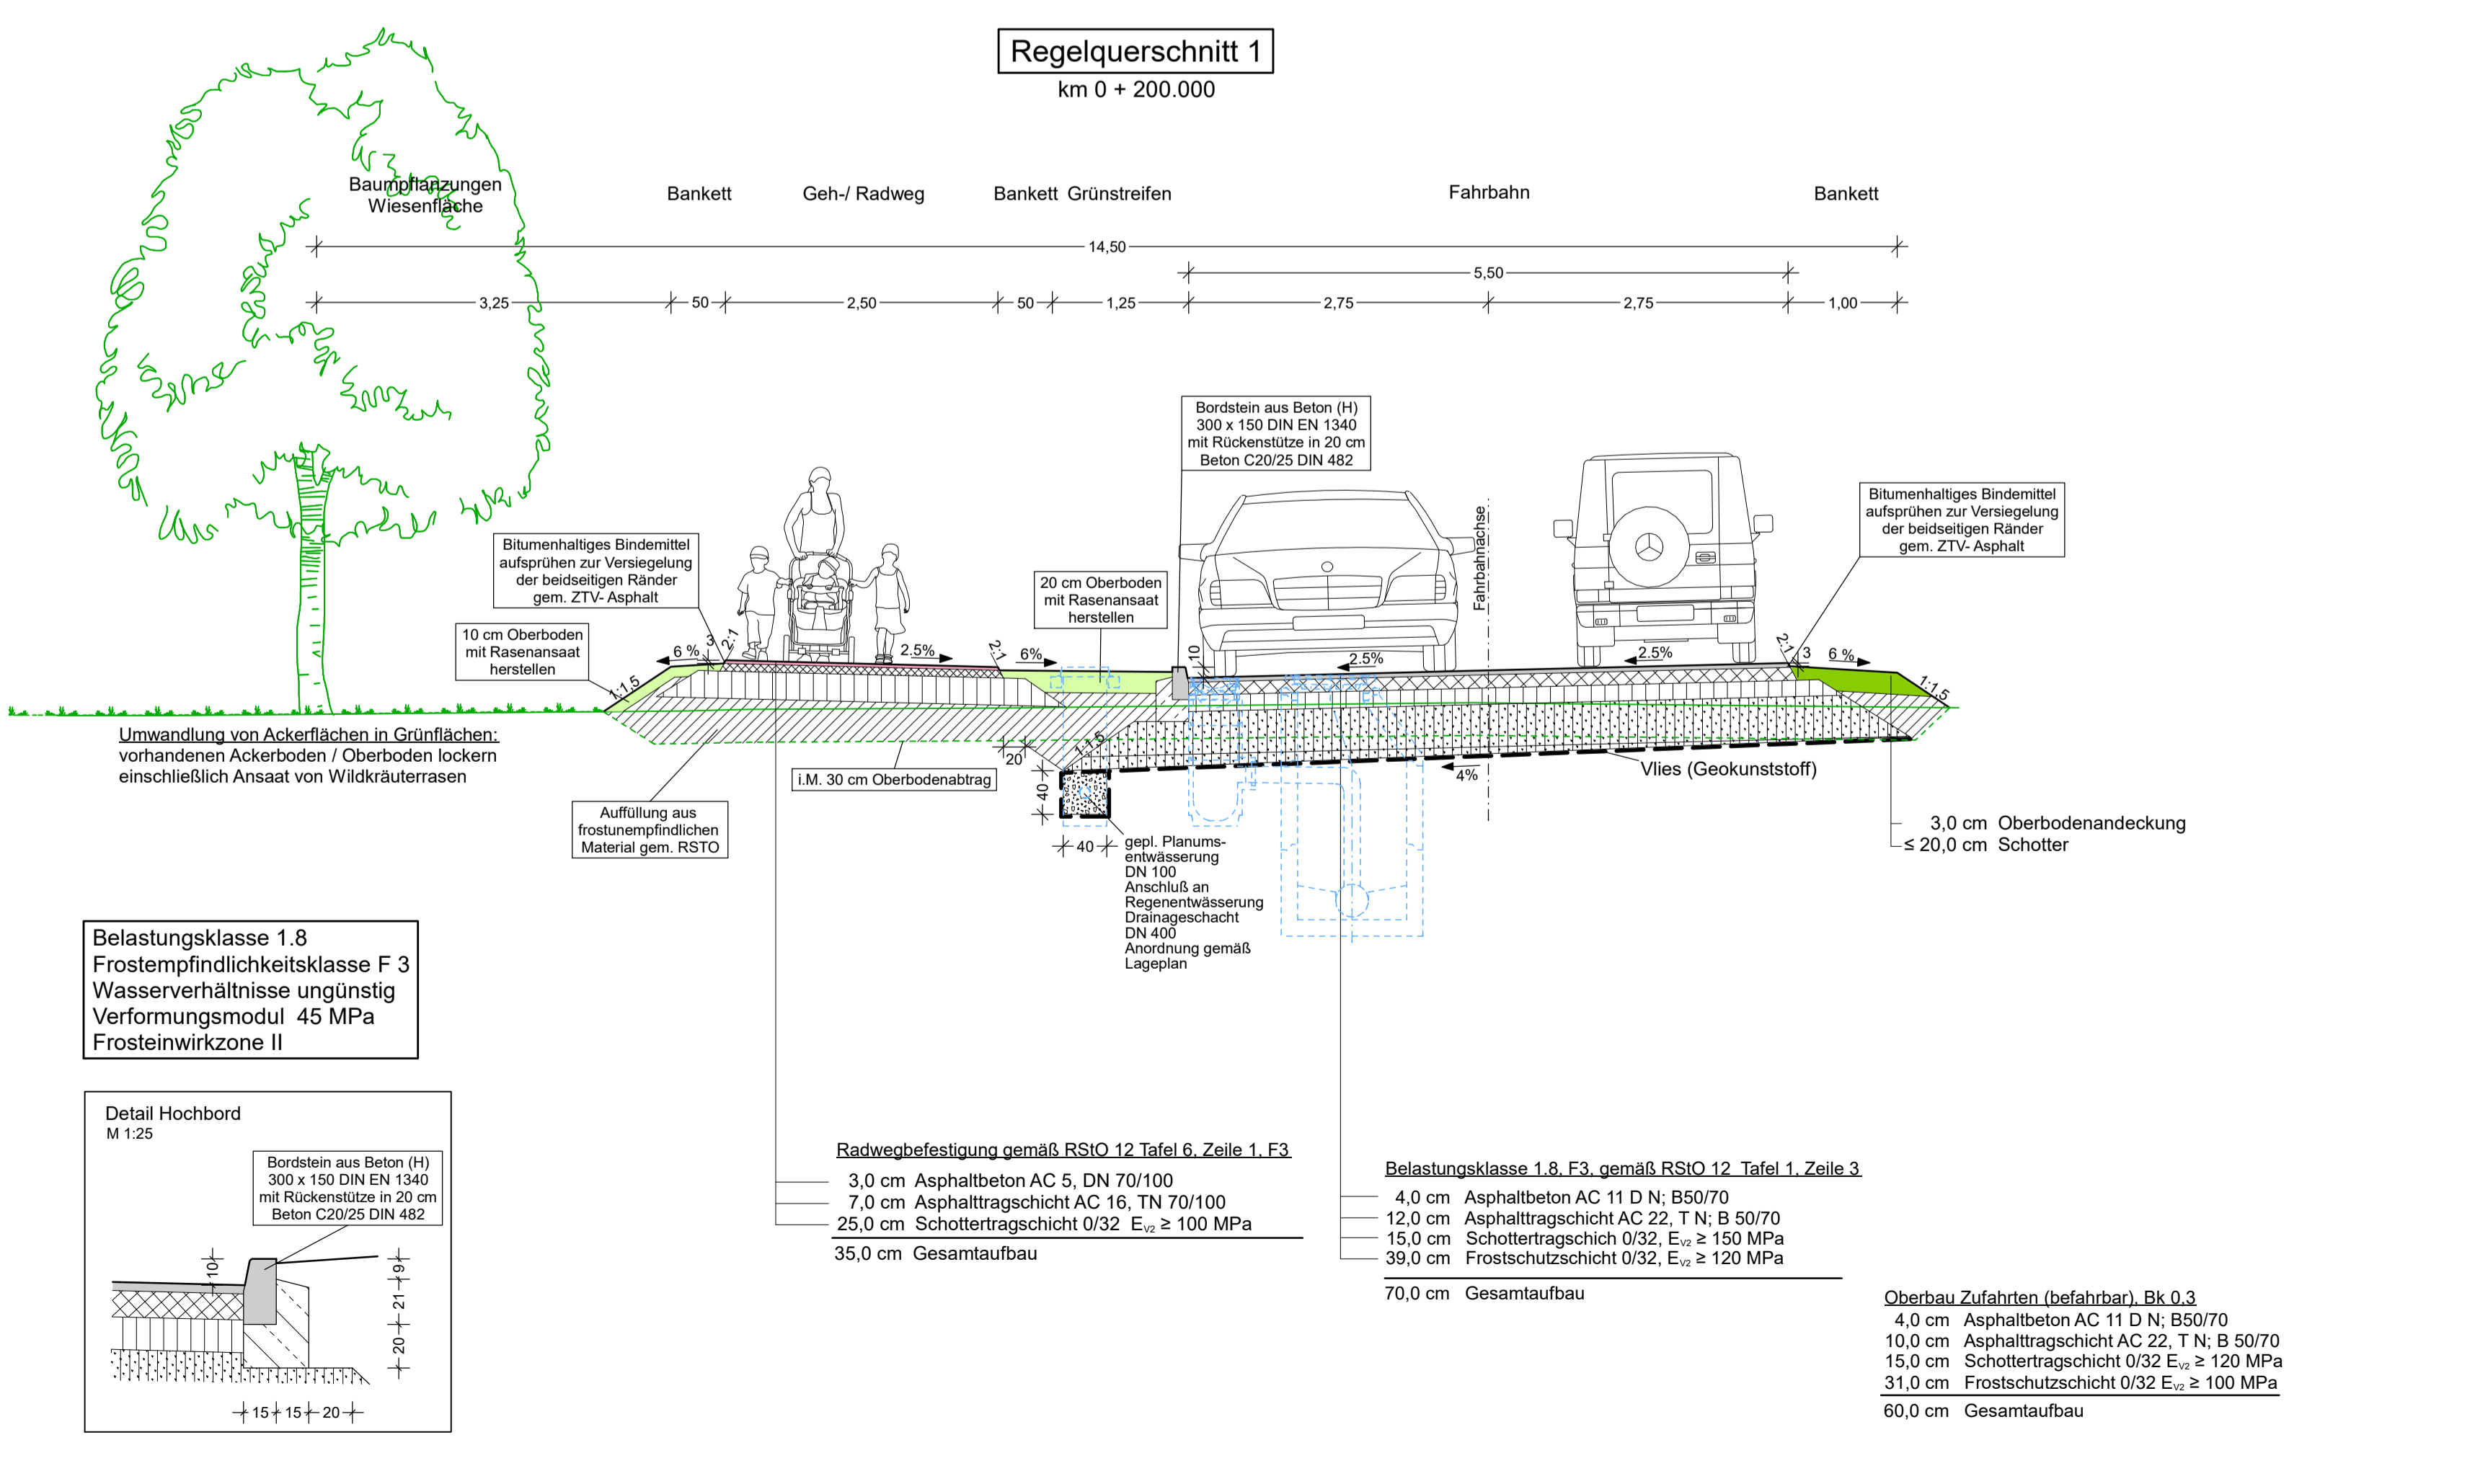 Regelquerschnitt 1
km 0 + 200.000
Baumpflanzungen
Wiesenfläche
Bankett
Geh-/ Radweg
Bankett
Grünstreifen
Fahrbahn
Bankett
14,50
5,50
3,25
50
2,50
50
1,25
2,75
2,75
1,00
Bordstein aus Beton (H)
300 x 150 DIN EN 1340
mit Rückenstütze in 20 cm
Beton C20/25 DIN 482
Bitumenhaltiges Bindemittel
aufsprühen zur Versiegelung
der beidseitigen Ränder
gem. ZTV- Asphalt
Fahrbahnachse
Bitumenhaltiges Bindemittel
aufsprühen zur Versiegelung
der beidseitigen Ränder
gem. ZTV- Asphalt
20 cm Oberboden
mit Rasenansaat
herstellen
10 cm Oberboden
mit Rasenansaat
herstellen
1:1,5
6 %
3
2:1
2.5%
2:1
6%
10
2.5%
2.5%
2:1
3
6 %
1:1,5
Umwandlung von Ackerflächen in Grünflächen:
vorhandenen Ackerboden / Oberboden lockern
einschließlich Ansaat von Wildkräuterrasen
i.M. 30 cm Oberbodenabtrag
20
1:1,5
40
40
4%
Vlies (Geokunststoff)
Auffüllung aus
frostunempfindlichen
Material gem. RSTO
gepl. Planums-
entwässerung
DN 100
Anschluß an
Regenentwässerung
Drainageschacht
DN 400
Anordnung gemäß
Lageplan
3,0 cm Oberbodenandeckung
≤ 20,0 cm Schotter
Belastungsklasse 1.8
Frostempfindlichkeitsklasse F 3
Wasserverhältnisse ungünstig
Verformungsmodul 45 MPa
Frosteinwirkzone II
Detail Hochbord
M 1:25
Bordstein aus Beton (H)
300 x 150 DIN EN 1340
mit Rückenstütze in 20 cm
Beton C20/25 DIN 482
10
9
21
20
15
15
20
Radwegbefestigung gemäß RStO 12 Tafel 6, Zeile 1, F3
3,0 cm Asphaltbeton AC 5, DN 70/100
7,0 cm Asphalttragschicht AC 16, TN 70/100
25,0 cm Schottertragschicht 0/32 EV2 ≥ 100 MPa
35,0 cm Gesamtaufbau
Belastungsklasse 1.8, F3, gemäß RStO 12 Tafel 1, Zeile 3
4,0 cm Asphaltbeton AC 11 D N; B50/70
12,0 cm Asphalttragschicht AC 22, T N; B 50/70
15,0 cm Schottertragschich 0/32, EV2 ≥ 150 MPa
39,0 cm Frostschutzschicht 0/32, EV2 ≥ 120 MPa
70,0 cm Gesamtaufbau
Oberbau Zufahrten (befahrbar), Bk 0,3
4,0 cm Asphaltbeton AC 11 D N; B50/70
10,0 cm Asphalttragschicht AC 22, T N; B 50/70
15,0 cm Schottertragschicht 0/32 EV2 ≥ 120 MPa
31,0 cm Frostschutzschicht 0/32 EV2 ≥ 100 MPa
60,0 cm Gesamtaufbau